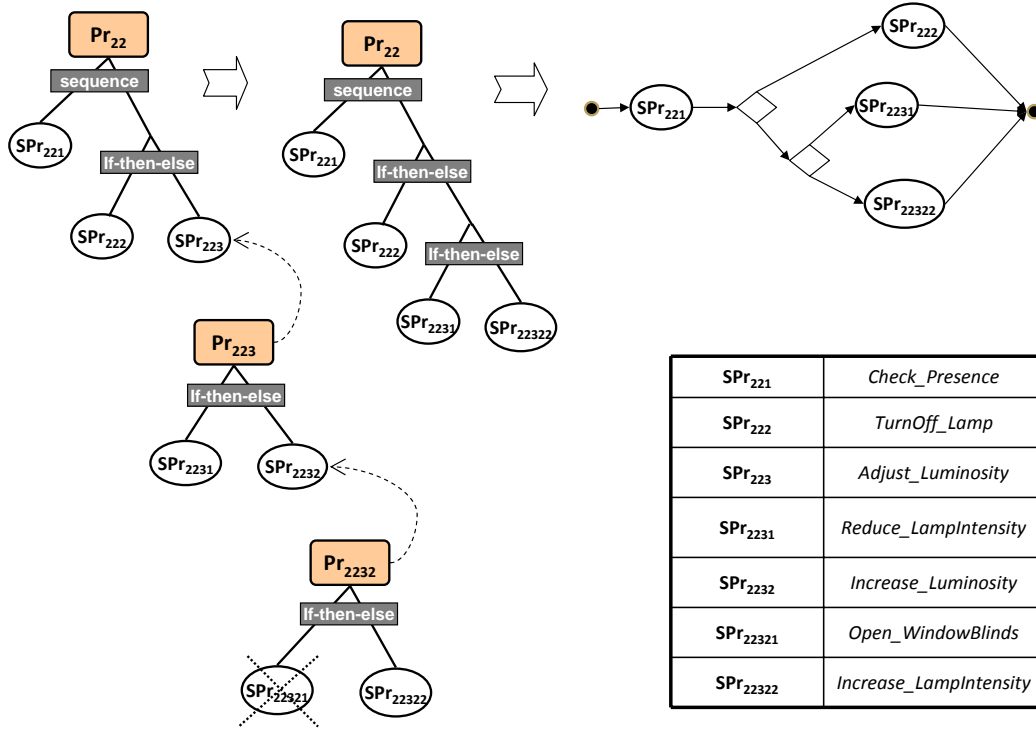 Pr22
sequence
SPr221
If-then-else
SPr222
SPr223
Pr223
If-then-else
SPr2231
SPr2232
Pr2232
If-then-else
SPr22321
SPr22322
Pr22
sequence
SPr221
If-then-else
SPr222
If-then-else
SPr2231
SPr22322
SPr221
SPr222
SPr2231
SPr22322
SPr221 Check_Presence
SPr222 TurnOff_Lamp
SPr223 Adjust_Luminosity
SPr2231 Reduce_LampIntensity
SPr2232 Increase_Luminosity
SPr22321 Open_WindowBlinds
SPr22322 Increase_LampIntensity